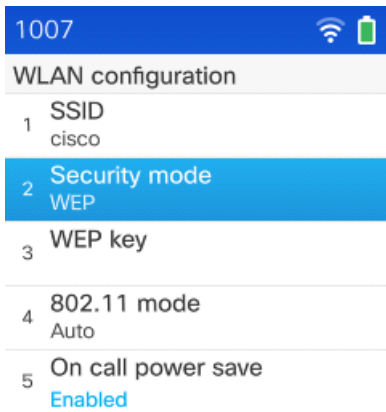 1007
WLAN configuration
1 SSID
cisco
2 Security mode
WEP
3 WEP key
4 802.11 mode
Auto
5 On call power save
Enabled